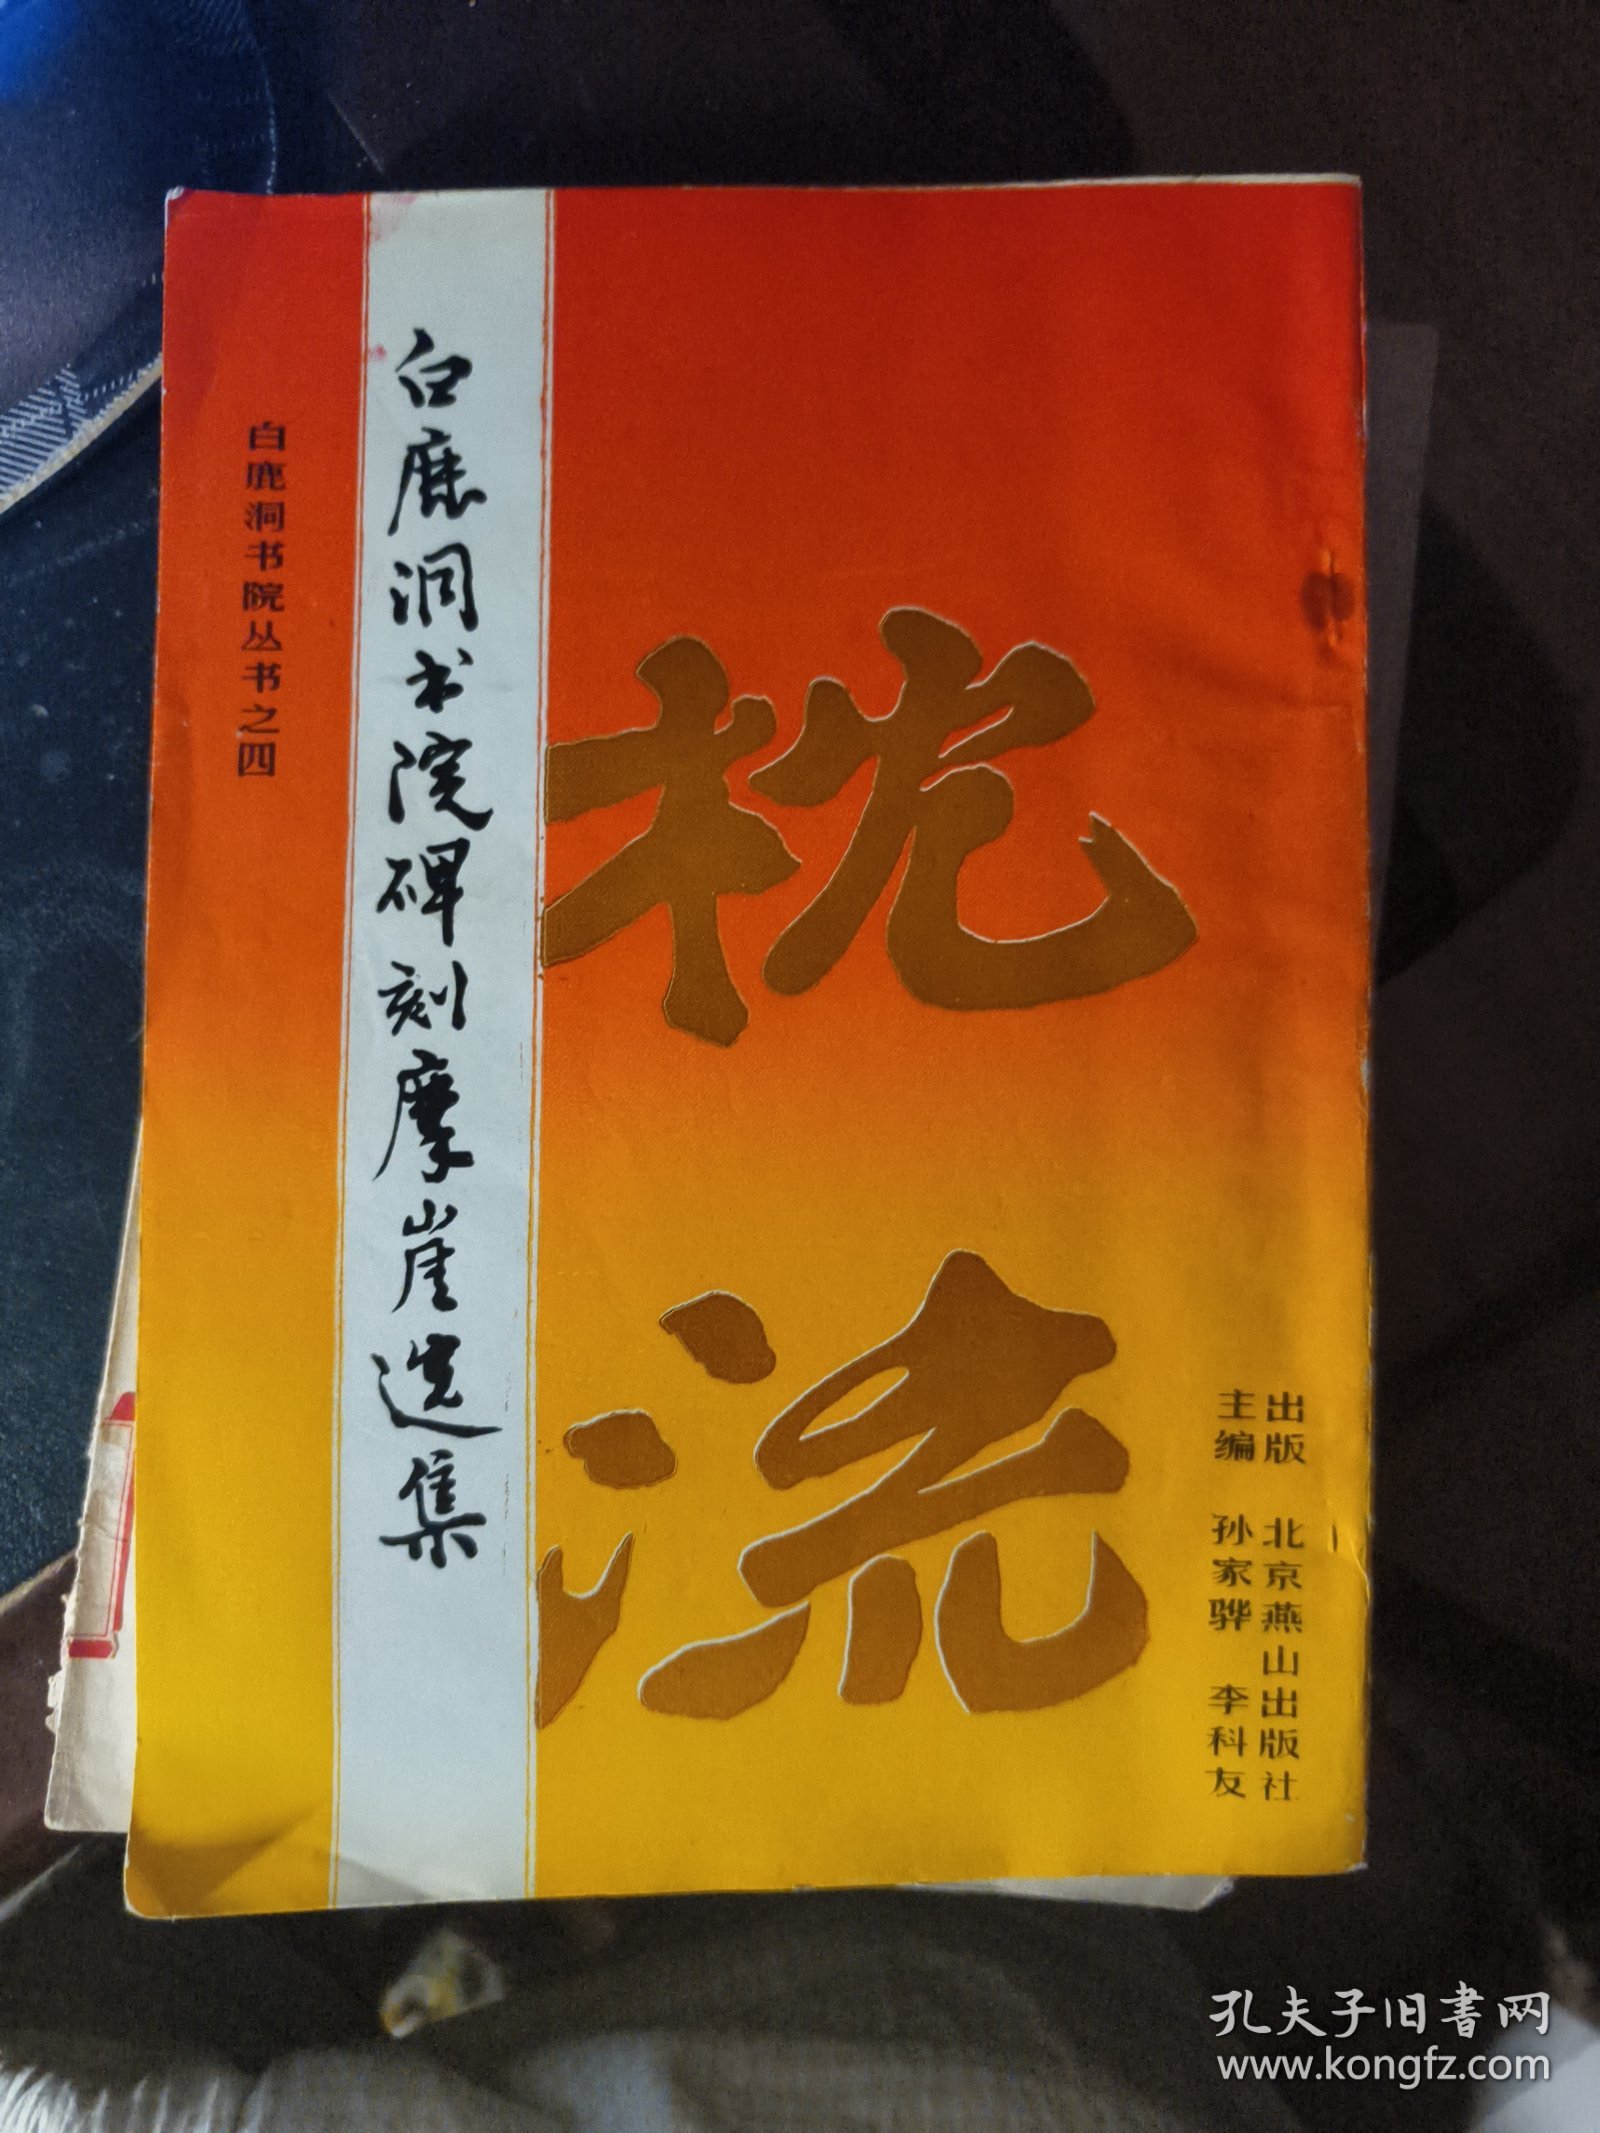 白鹿洞书院丛书之四
白鹿洞书院碑刻摩崖选集
枕流
出版 北京燕山出版社
主编 孙家骅 李科友
孔夫子旧书网
www.kongfz.com